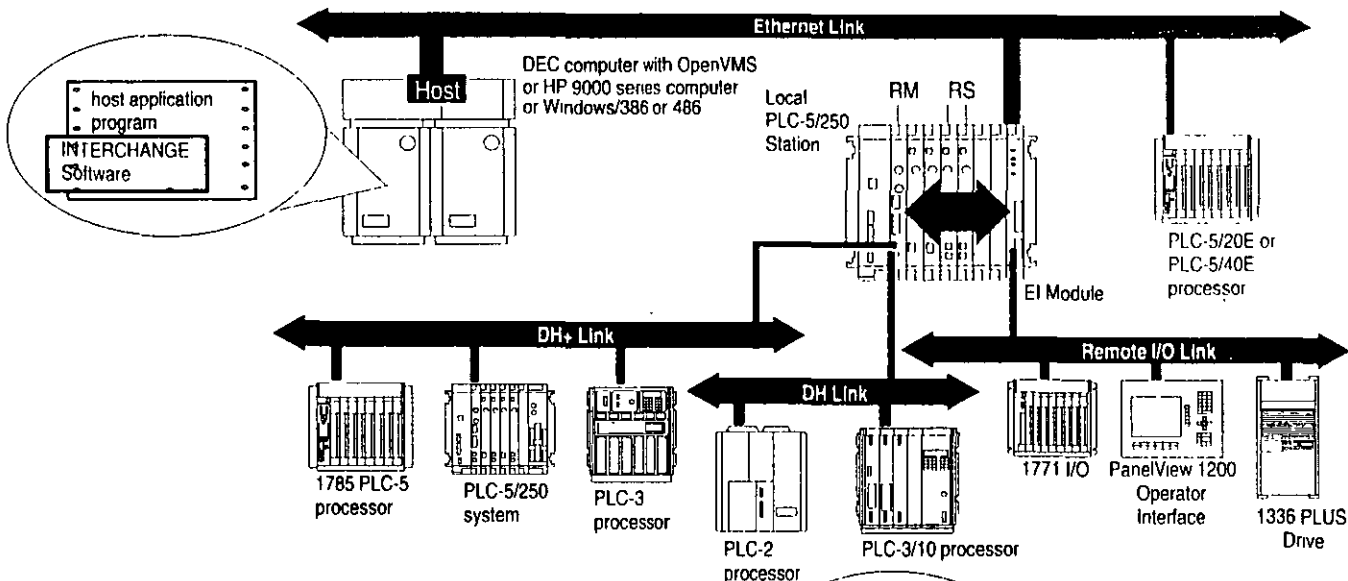 Ethernet Link
host application
program
INTERCHANGE
Software
Host
DEC computer with OpenVMS
or HP 9000 series computer
or Windows/386 or 486
Local
PLC-5/250
Station
RM
RS
EI Module
PLC-5/20E or
PLC-5/40E
processor
DH+ Link
1785 PLC-5
processor
PLC-5/250
system
PLC-3
processor
DH Link
PLC-2
processor
PLC-3/10 processor
Remote I/O Link
1771 I/O
PanelView 1200
Operator
Interface
1336 PLUS
Drive